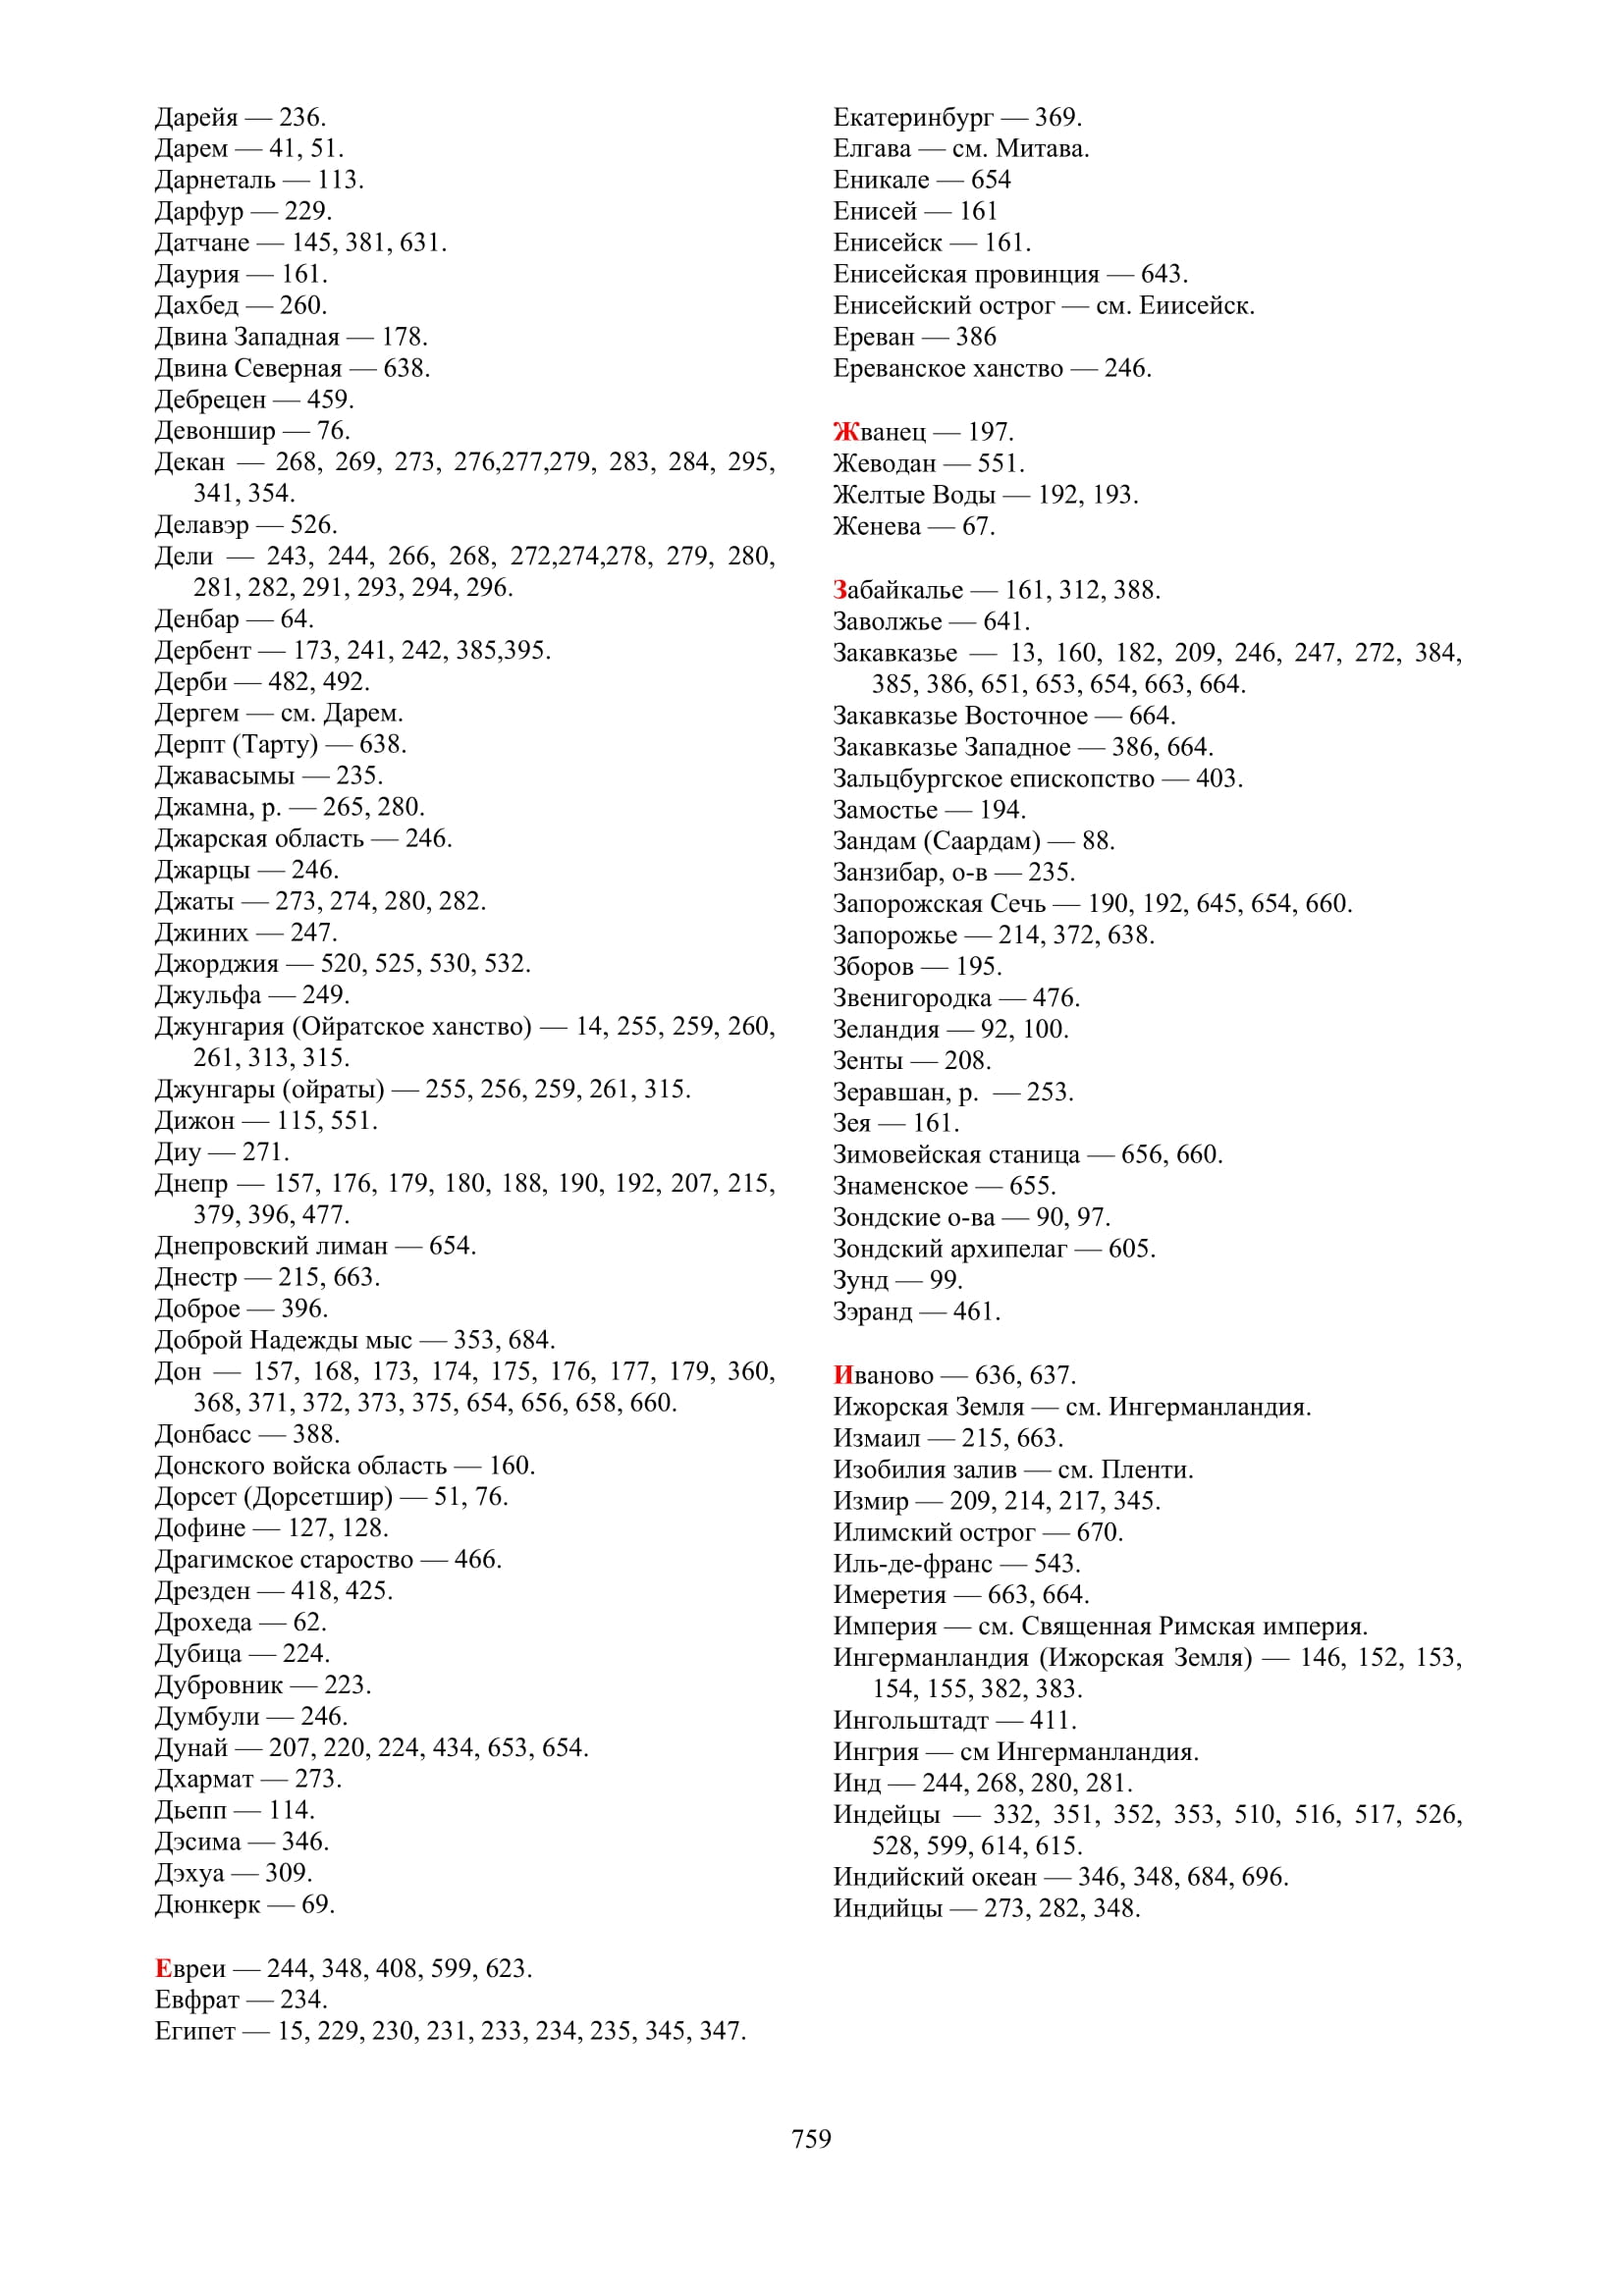 Дарейя — 236.
Дарем — 41, 51.
Дарнеталь — 113.
Дарфур — 229.
Датчане — 145, 381, 631.
Даурия — 161.
Дахбед — 260.
Двина Западная — 178.
Двина Северная — 638.
Дебрецен — 459.
Девоншир — 76.
Декан — 268, 269, 273, 276,277,279, 283, 284, 295,
341, 354.
Делавэр — 526.
Дели — 243, 244, 266, 268, 272,274,278, 279, 280,
281, 282, 291, 293, 294, 296.
Денбар — 64.
Дербент — 173, 241, 242, 385,395.
Дерби — 482, 492.
Дергем — см. Дарем.
Дерпт (Тарту) — 638.
Джавасымы — 235.
Джамна, р. — 265, 280.
Джарская область — 246.
Джарцы — 246.
Джаты — 273, 274, 280, 282.
Джиних — 247.
Джорджия — 520, 525, 530, 532.
Джульфа — 249.
Джунгария (Ойратское ханство) — 14, 255, 259, 260,
261, 313, 315.
Джунгары (ойраты) — 255, 256, 259, 261, 315.
Дижон — 115, 551.
Диу — 271.
Днепр — 157, 176, 179, 180, 188, 190, 192, 207, 215,
379, 396, 477.
Днепровский лиман — 654.
Днестр — 215, 663.
Доброе — 396.
Доброй Надежды мыс — 353, 684.
Дон — 157, 168, 173, 174, 175, 176, 177, 179, 360,
368, 371, 372, 373, 375, 654, 656, 658, 660.
Донбасс — 388.
Донского войска область — 160.
Дорсет (Дорсетшир) — 51, 76.
Дофине — 127, 128.
Драгимское староство — 466.
Дрезден — 418, 425.
Дрохеда — 62.
Дубица — 224.
Дубровник — 223.
Думбули — 246.
Дунай — 207, 220, 224, 434, 653, 654.
Дхармат — 273.
Дьепп — 114.
Дэсима — 346.
Дэхуа — 309.
Дюнкерк — 69.
Евреи — 244, 348, 408, 599, 623.
Евфрат — 234.
Египет — 15, 229, 230, 231, 233, 234, 235, 345, 347.
Екатеринбург — 369.
Елгава — см. Митава.
Еникале — 654
Енисей — 161
Енисейск — 161.
Енисейская провинция — 643.
Енисейский острог — см. Еиисейск.
Ереван — 386
Ереванское ханство — 246.
Жванец — 197.
Жеводан — 551.
Желтые Воды — 192, 193.
Женева — 67.
Забайкалье — 161, 312, 388.
Заволжье — 641.
Закавказье — 13, 160, 182, 209, 246, 247, 272, 384,
385, 386, 651, 653, 654, 663, 664.
Закавказье Восточное — 664.
Закавказье Западное — 386, 664.
Зальцбургское епископство — 403.
Замостье — 194.
Зандам (Саардам) — 88.
Занзибар, о-в — 235.
Запорожская Сечь — 190, 192, 645, 654, 660.
Запорожье — 214, 372, 638.
Зборов — 195.
Звенигородка — 476.
Зеландия — 92, 100.
Зенты — 208.
Зеравшан, р. — 253.
Зея — 161.
Зимовейская станица — 656, 660.
Знаменское — 655.
Зондские о-ва — 90, 97.
Зондский архипелаг — 605.
Зунд — 99.
Зэранд — 461.
Иваново — 636, 637.
Ижорская Земля — см. Ингерманландия.
Измаил — 215, 663.
Изобилия залив — см. Пленти.
Измир — 209, 214, 217, 345.
Илимский острог — 670.
Иль-де-франс — 543.
Имеретия — 663, 664.
Империя — см. Священная Римская империя.
Ингерманландия (Ижорская Земля) — 146, 152, 153,
154, 155, 382, 383.
Ингольштадт — 411.
Ингрия — см Ингерманландия.
Инд — 244, 268, 280, 281.
Индейцы — 332, 351, 352, 353, 510, 516, 517, 526,
528, 599, 614, 615.
Индийский океан — 346, 348, 684, 696.
Индийцы — 273, 282, 348.
759